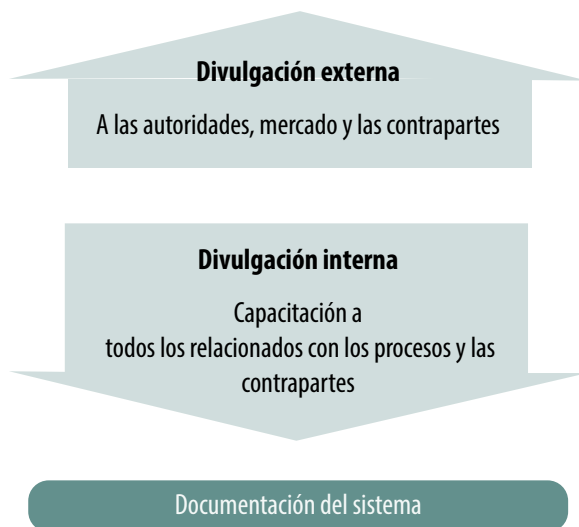 Divulgación externa
A las autoridades, mercado y las contrapartes
Divulgación interna
Capacitación a
todos los relacionados con los procesos y las
contrapartes
Documentación del sistema